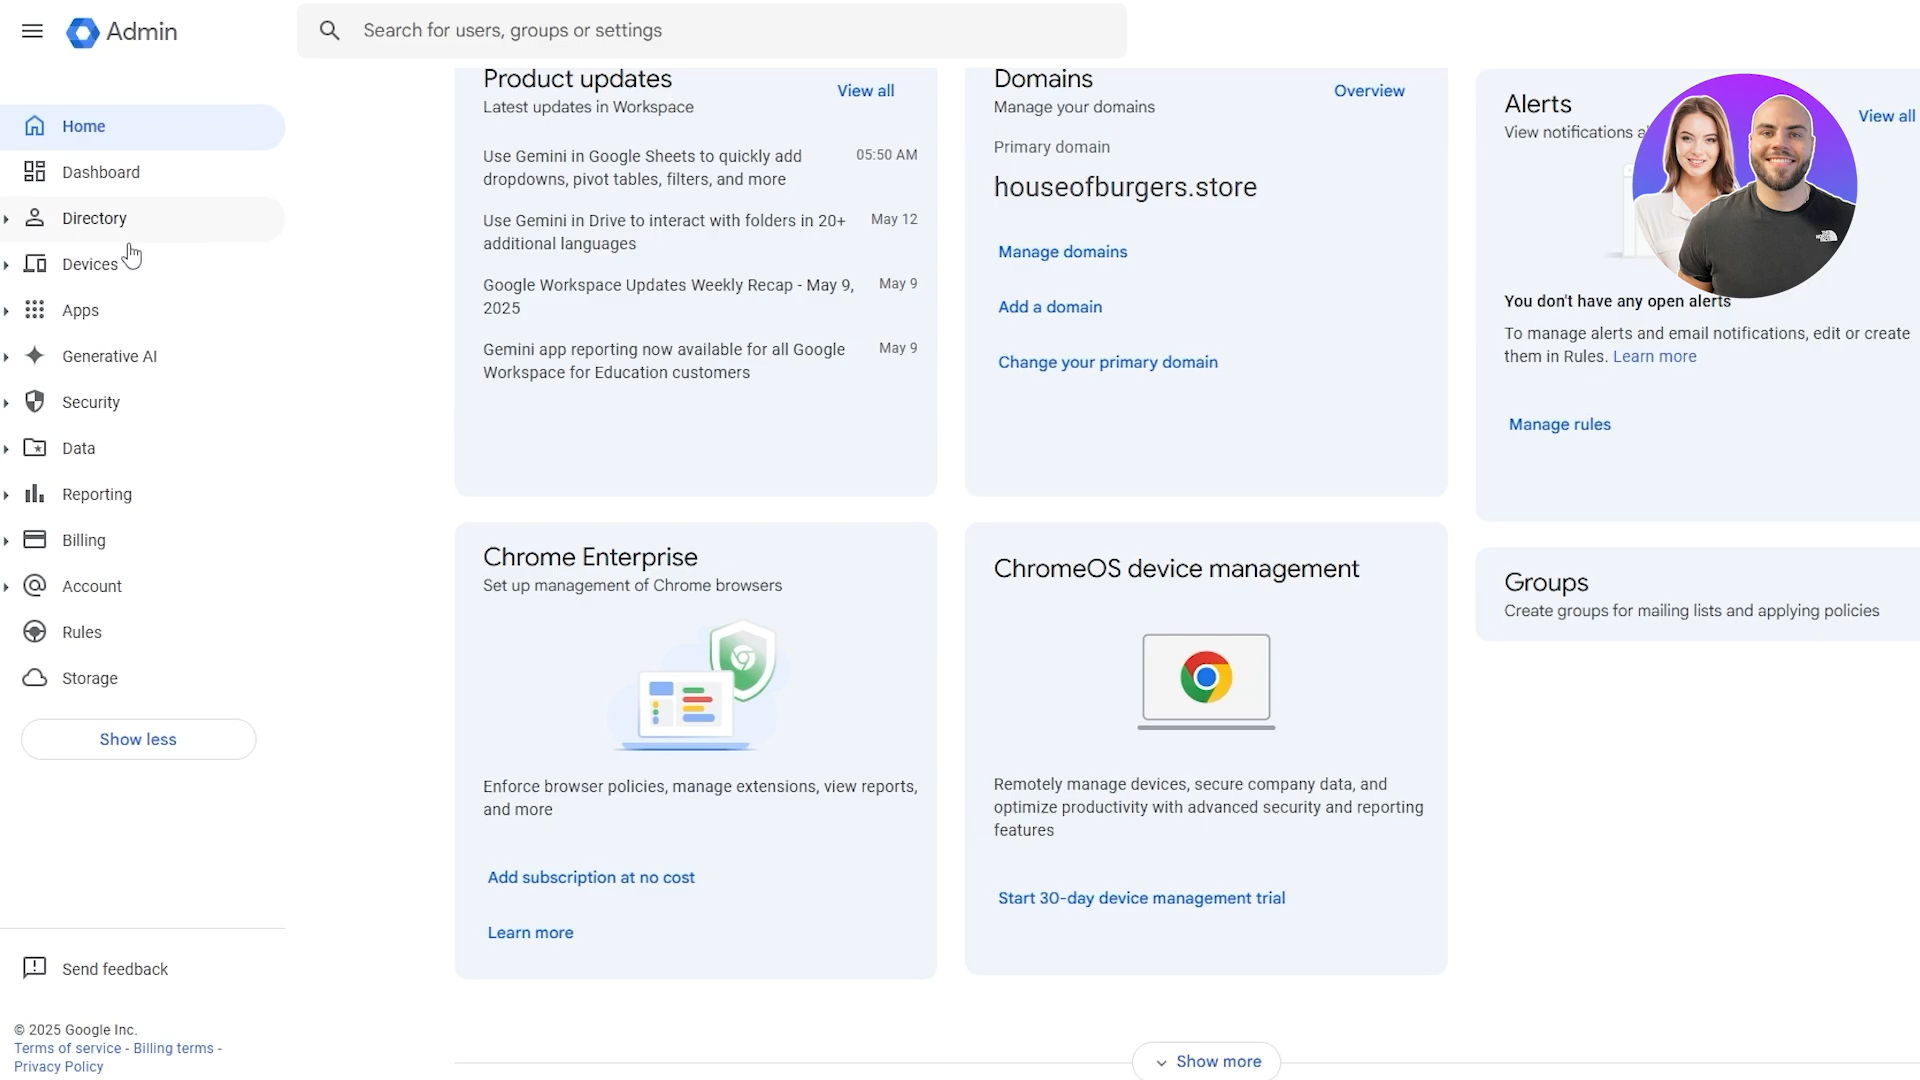 Admin
Search for users, groups or settings
Home
Dashboard
Directory
Devices
Apps
Generative AI
Security
Data
Reporting
Billing
Account
Rules
Storage
Show less
Send feedback
© 2025 Google Inc.
Terms of service - Billing terms -
Privacy Policy
Product updates
View all
Latest updates in Workspace
Use Gemini in Google Sheets to quickly add
dropdowns, pivot tables, filters, and more
05:50 AM
Use Gemini in Drive to interact with folders in 20+
additional languages
May 12
Google Workspace Updates Weekly Recap - May 9,
2025
May 9
Gemini app reporting now available for all Google
Workspace for Education customers
May 9
Domains
Overview
Manage your domains
Primary domain
houseofburgers.store
Manage domains
Add a domain
Change your primary domain
Alerts
View all
View notifications
You don't have any open alerts
To manage alerts and email notifications, edit or create
them in Rules. Learn more
Manage rules
Chrome Enterprise
Set up management of Chrome browsers
Enforce browser policies, manage extensions, view reports,
and more
Add subscription at no cost
Learn more
ChromeOS device management
Remotely manage devices, secure company data, and
optimize productivity with advanced security and reporting
features
Start 30-day device management trial
Groups
Create groups for mailing lists and applying policies
Show more